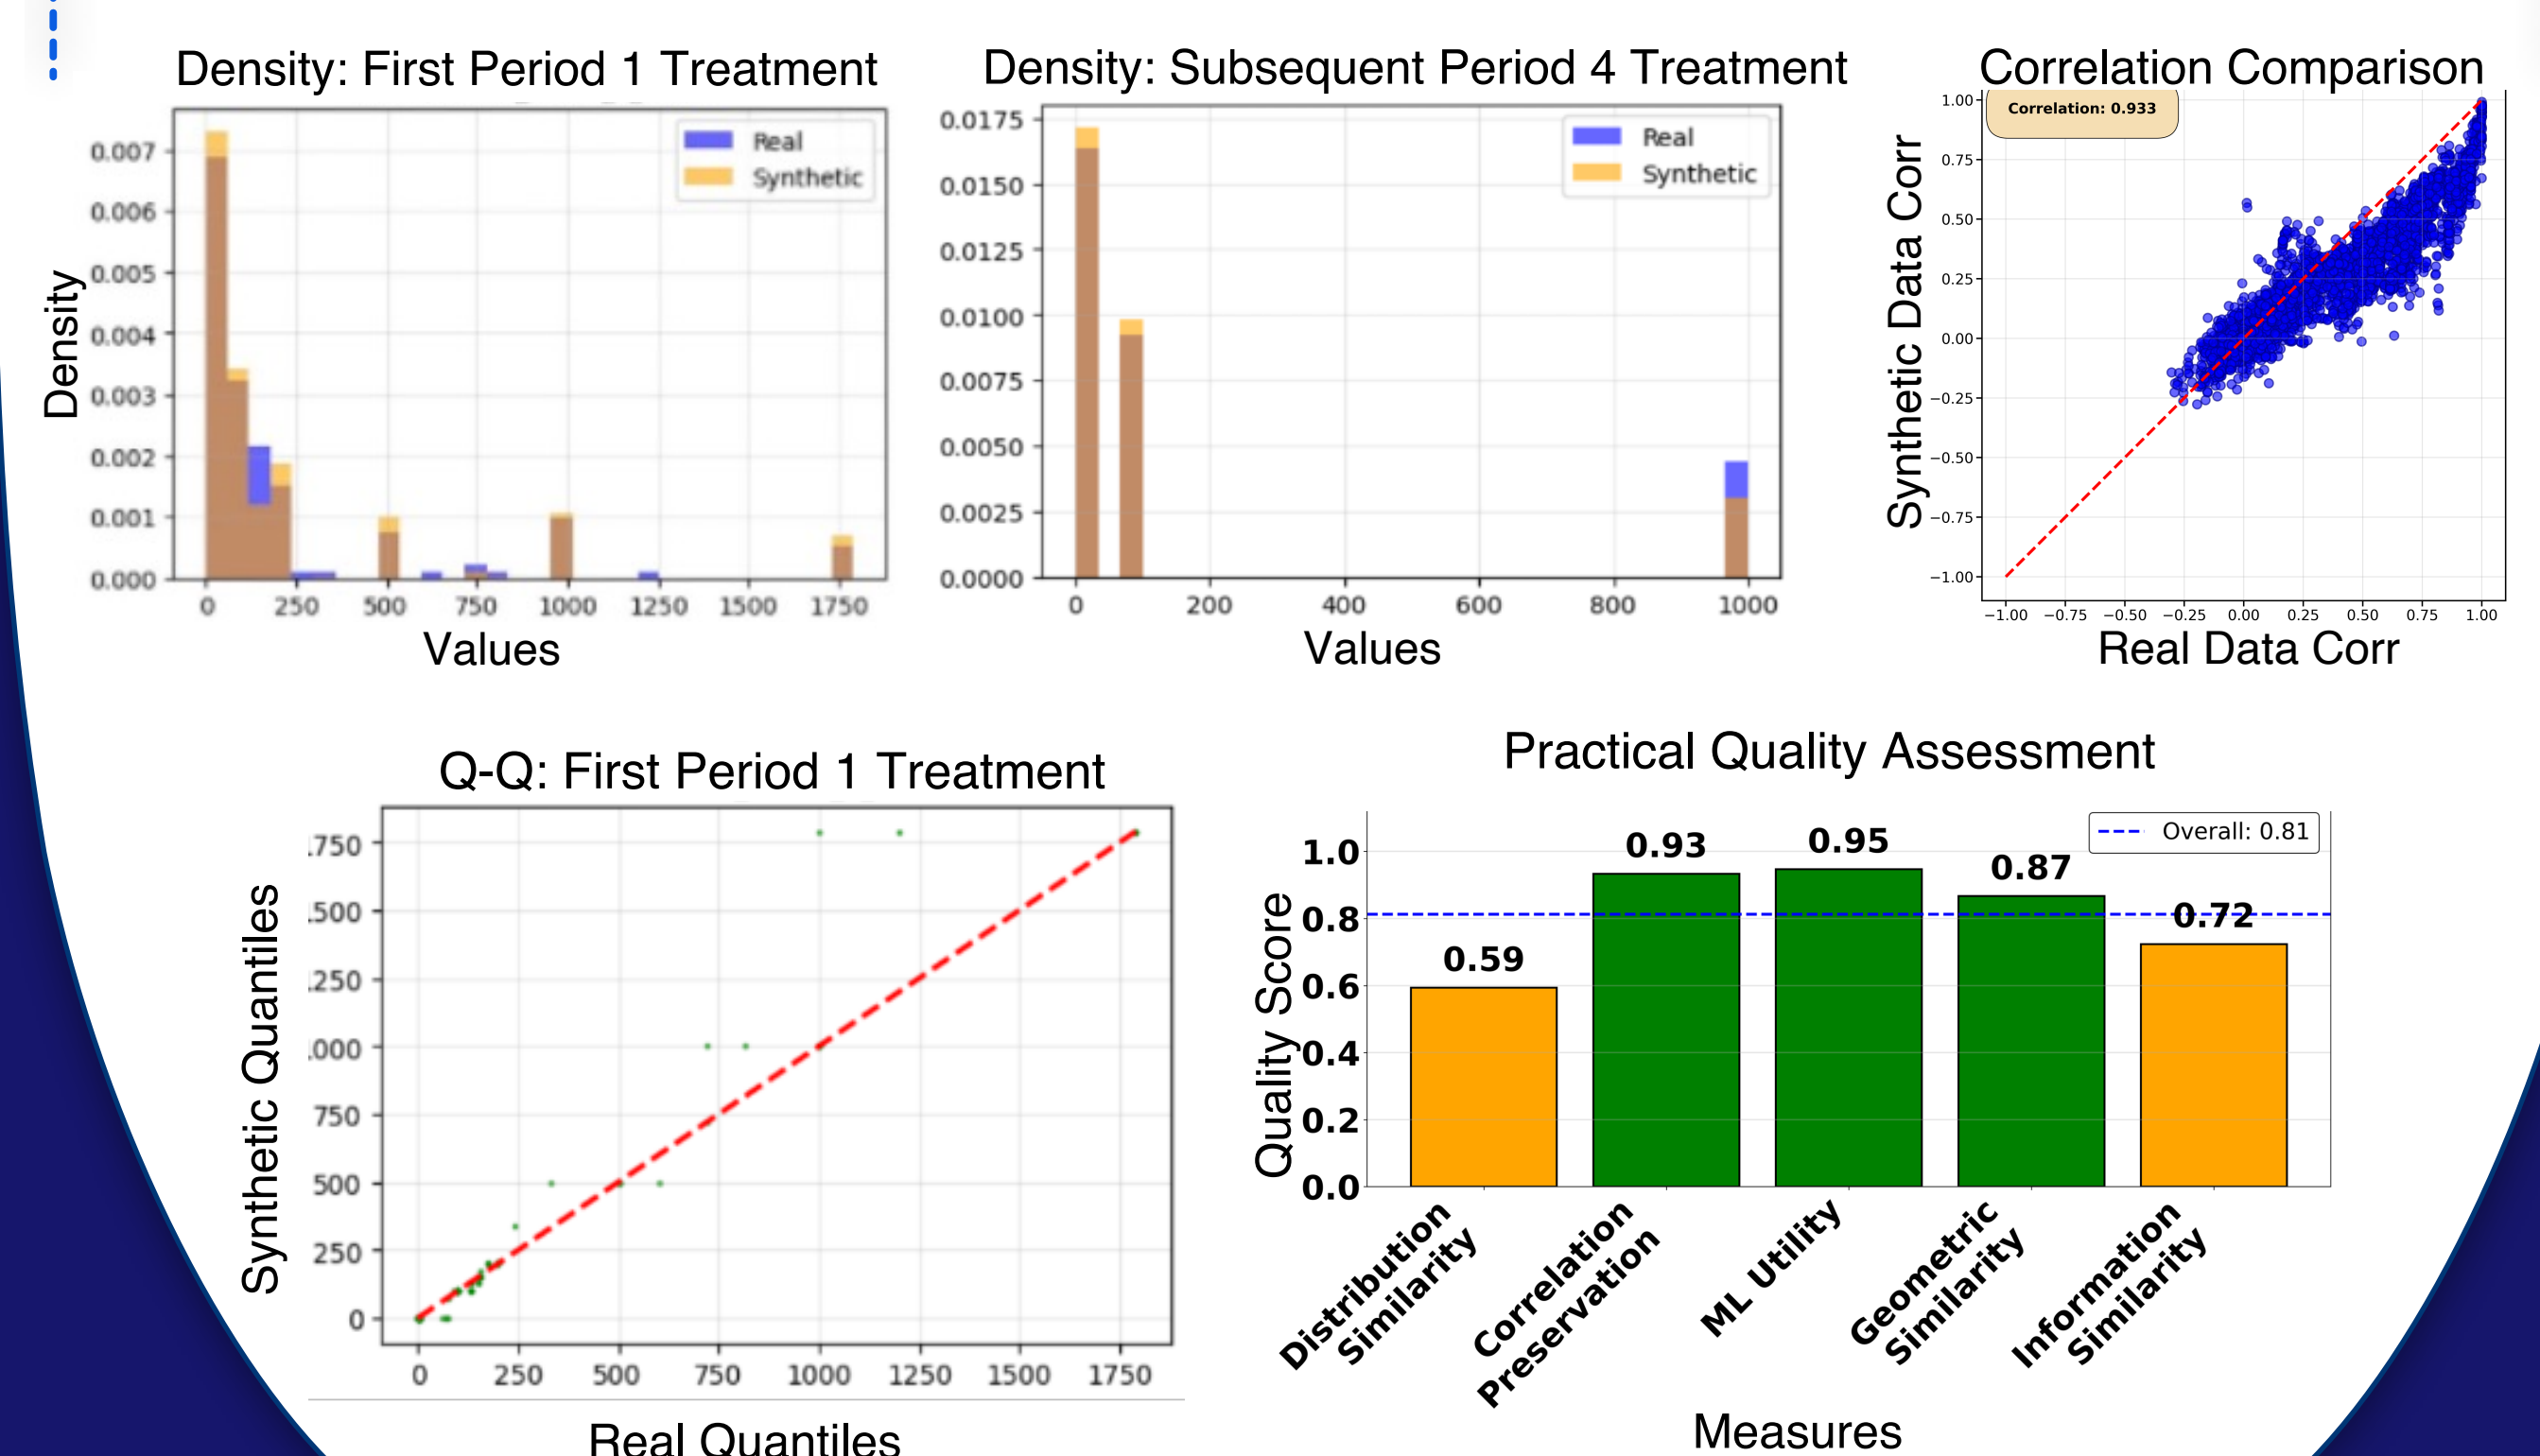 Density: First Period 1 Treatment
Density
0.007
0.006
0.005
0.004
0.003
0.002
0.001
0.000
Real
Synthetic
0 250 500 750 1000 1250 1500 1750
Values
Density: Subsequent Period 4 Treatment
0.0175
0.0150
0.0125
0.0100
0.0075
0.0050
0.0025
0.0000
Real
Synthetic
0 200 400 600 800 1000
Values
Correlation Comparison
Correlation: 0.933
Synthetic Data Corr
1.00
0.75
0.50
0.25
0.00
−0.25
−0.50
−0.75
−1.00
−1.00 −0.75 −0.50 −0.25 0.00 0.25 0.50 0.75 1.00
Real Data Corr
Q-Q: First Period 1 Treatment
Synthetic Quantiles
.750
.500
.250
.000
750
500
250
0
0 250 500 750 1000 1250 1500 1750
Real Quantiles
Practical Quality Assessment
Quality Score
1.0
0.8
0.6
0.4
0.2
0.0
Overall: 0.81
0.59
0.93
0.95
0.87
0.72
Distribution
Similarity
Correlation
Preservation
ML Utility
Geometric
Similarity
Information
Similarity
Measures